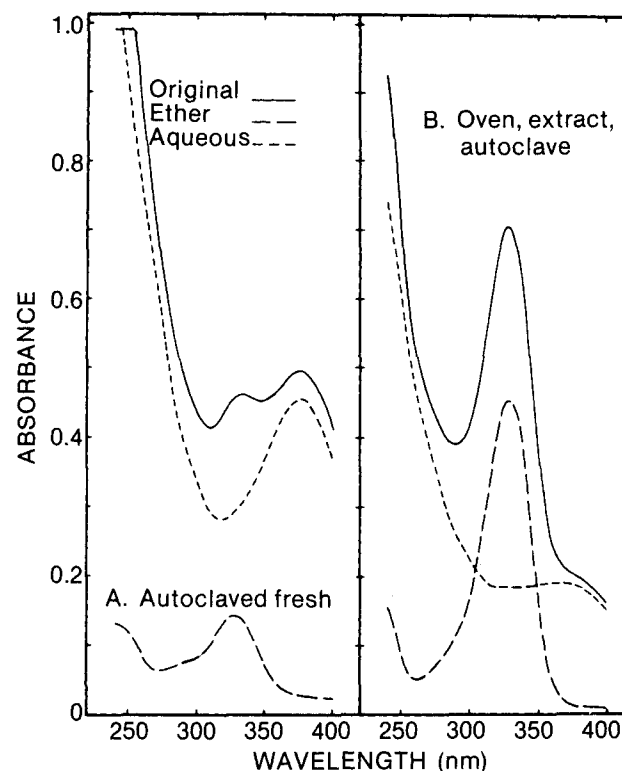 1.0
0.8
0.6
0.4
0.2
0
ABSORBANCE
Original
Ether
Aqueous
A. Autoclaved fresh
B. Oven, extract,
autoclave
250 300 350 400
250 300 350 400
WAVELENGTH (nm)